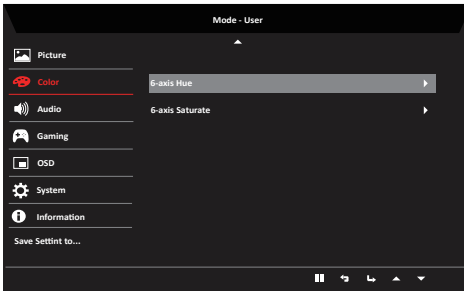 Mode - User
Picture
Color
Audio
Gaming
OSD
System
Information
Save Settint to...
6-axis Hue
6-axis Saturate